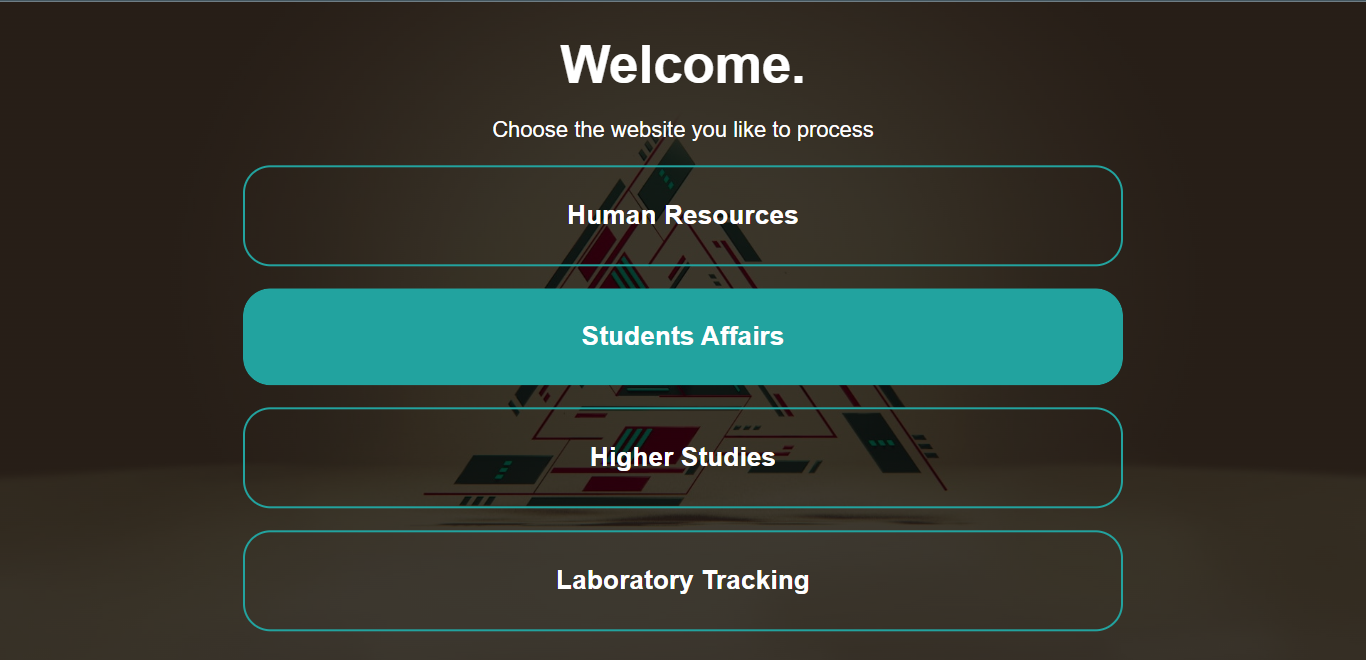 Welcome.
Choose the website you like to process
Human Resources
Students Affairs
Higher Studies
Laboratory Tracking